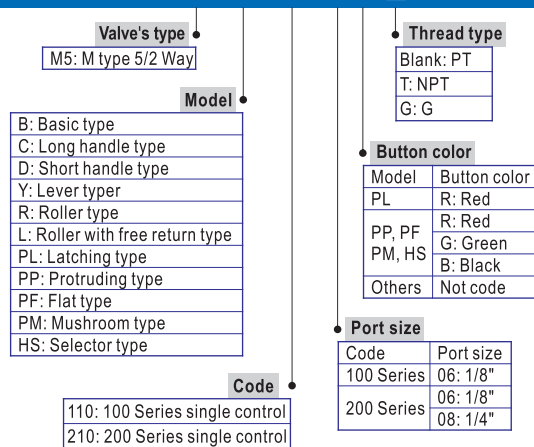 Valve's type
M5: M type 5/2 Way
Model
B: Basic type
C: Long handle type
D: Short handle type
Y: Lever typer
R: Roller type
L: Roller with free return type
PL: Latching type
PP: Protruding type
PF: Flat type
PM: Mushroom type
HS: Selector type
Code
110: 100 Series single control
210: 200 Series single control
Thread type
Blank: PT
T: NPT
G: G
Button color
Model Button color
PL R: Red
PP, PF PM, HS R: Red
G: Green
B: Black
Others Not code
Port size
Code Port size
100 Series 06: 1/8"
200 Series 06: 1/8"
08: 1/4"